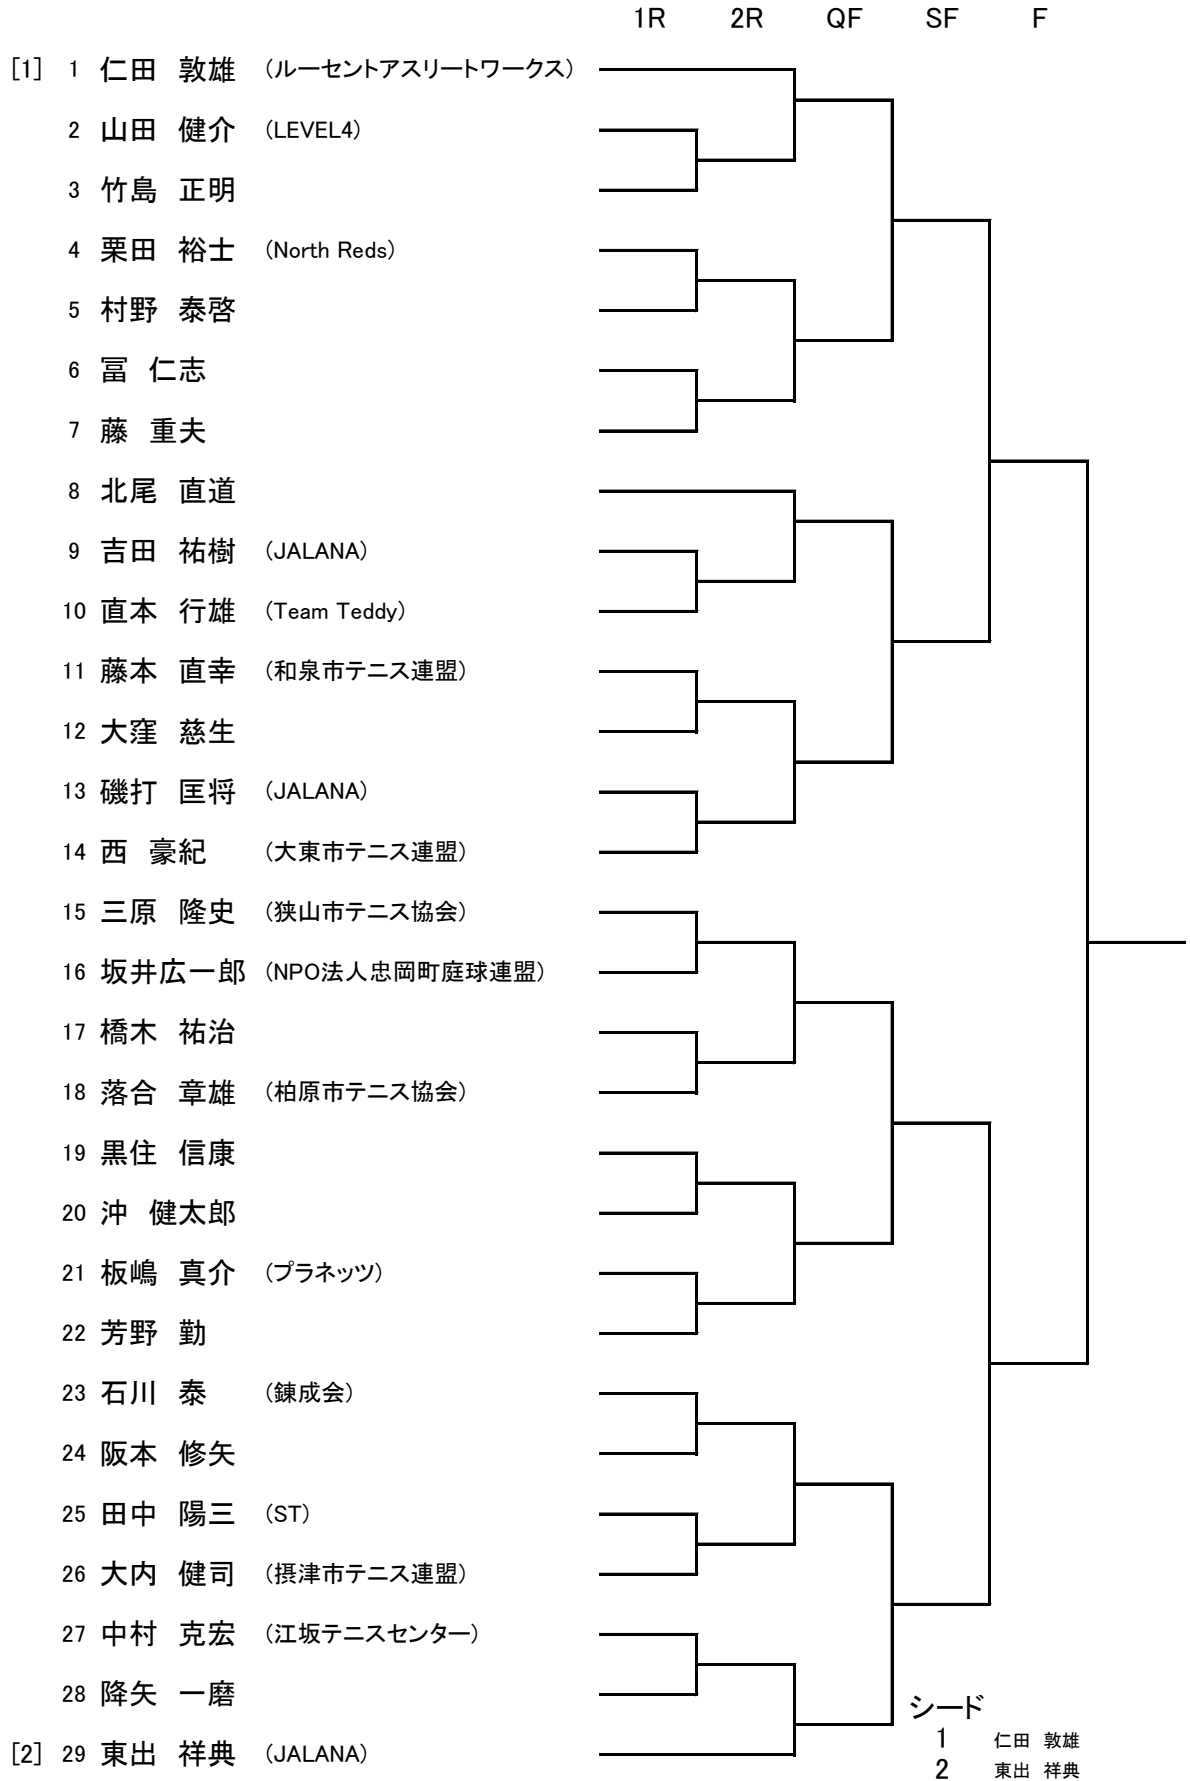 1R 2R QF SF F
[1] 1 仁田 敦雄 (ルーセントアスリートワークス)
2 山田 健介 (LEVEL4)
3 竹島 正明
4 栗田 裕士 (North Reds)
5 村野 泰啓
6 冨 仁志
7 藤 重夫
8 北尾 直道
9 吉田 祐樹 (JALANA)
10 直本 行雄 (Team Teddy)
11 藤本 直幸 (和泉市テニス連盟)
12 大窪 慈生
13 磯打 匡将 (JALANA)
14 西 豪紀 (大東市テニス連盟)
15 三原 隆史 (狭山市テニス協会)
16 坂井広一郎 (NPO法人忠岡町庭球連盟)
17 橋木 祐治
18 落合 章雄 (柏原市テニス協会)
19 黒住 信康
20 沖 健太郎
21 板嶋 真介 (プラネッツ)
22 芳野 勤
23 石川 泰 (錬成会)
24 阪本 修矢
25 田中 陽三 (ST)
26 大内 健司 (摂津市テニス連盟)
27 中村 克宏 (江坂テニスセンター)
28 降矢 一磨
[2] 29 東出 祥典 (JALANA)
シード
1 仁田 敦雄
2 東出 祥典